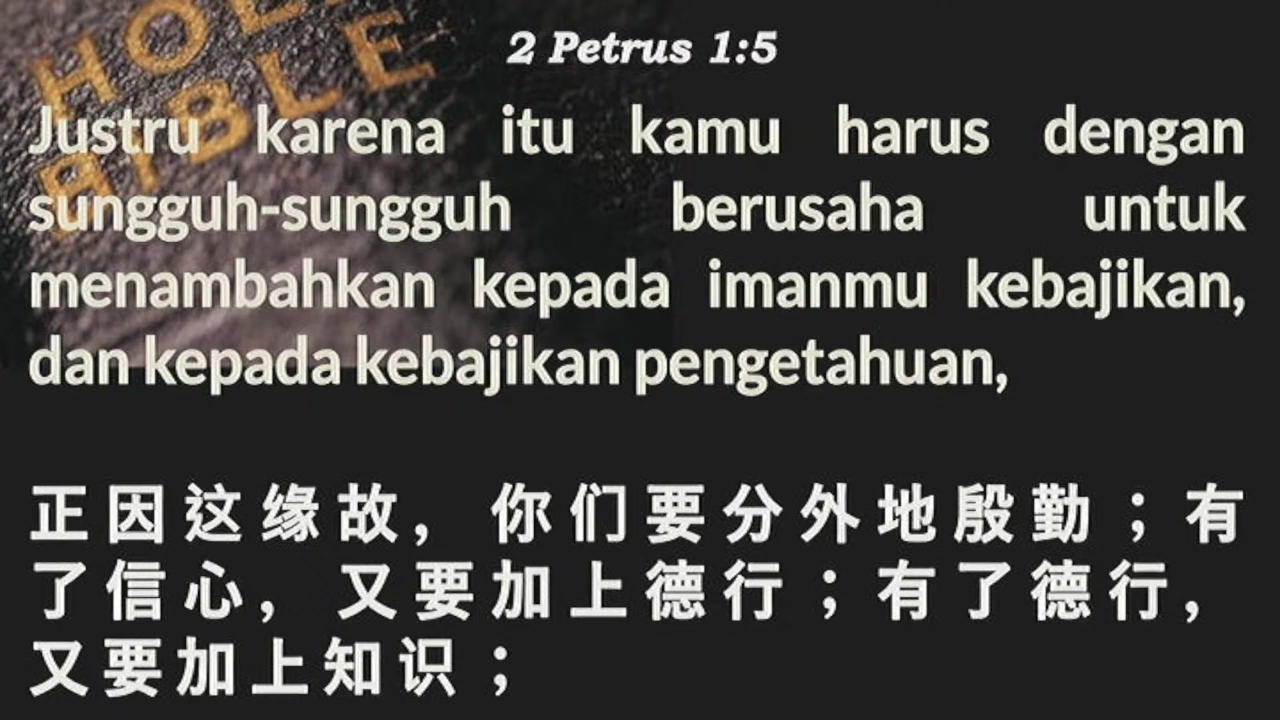 HOLY
BIBLE
2 Petrus 1:5
Justru karena itu kamu harus dengan
sungguh-sungguh berusaha untuk
menambahkan kepada imanmu kebajikan,
dan kepada kebajikan pengetahuan,
正因这缘故，你们要分外地殷勤；有
了信心，又要加上德行；有了德行，
又要加上知识；